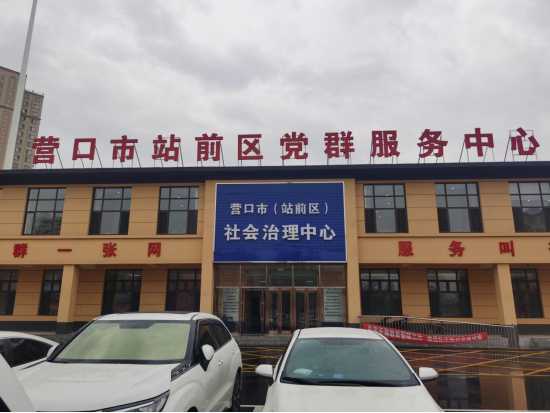 营口市站前区党群服务中心
营口市（站前区）
社会治理中心
群一张网
服务叫